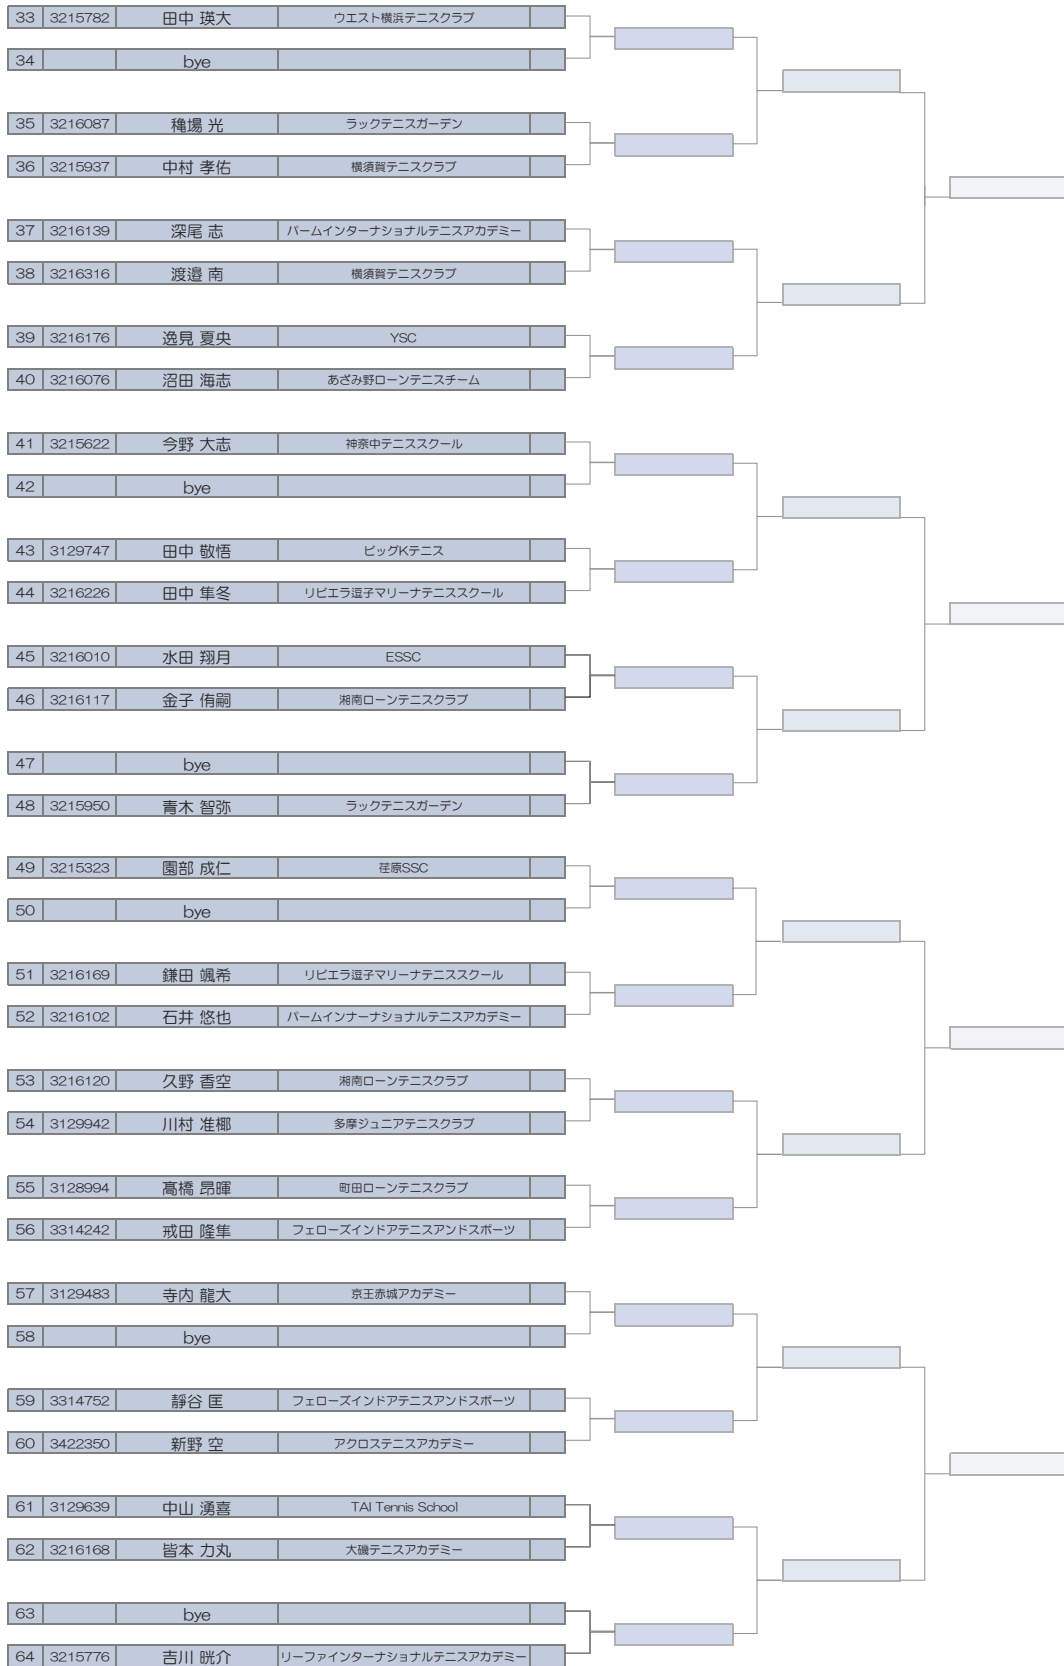 33 3215782 田中 瑛大 ウエスト横浜テニスクラブ
34 bye
35 3216087 穐場 光 ラックテニスガーデン
36 3215937 中村 孝佑 横須賀テニスクラブ
37 3216139 深尾 志 パームインターナショナルテニスアカデミー
38 3216316 渡邉 南 横須賀テニスクラブ
39 3216176 逸見 夏央 YSC
40 3216076 沼田 海志 あざみ野ローンテニスチーム
41 3215622 今野 大志 神奈中テニススクール
42 bye
43 3129747 田中 敬悟 ビッグKテニス
44 3216226 田中 隼冬 リビエラ逗子マリーナテニススクール
45 3216010 水田 翔月 ESSC
46 3216117 金子 侑嗣 湘南ローンテニスクラブ
47 bye
48 3215950 青木 智弥 ラックテニスガーデン
49 3215323 園部 成仁 荏原SSC
50 bye
51 3216169 鎌田 颯希 リビエラ逗子マリーナテニススクール
52 3216102 石井 悠也 パームインナーナショナルテニスアカデミー
53 3216120 久野 香空 湘南ローンテニスクラブ
54 3129942 川村 准椰 多摩ジュニアテニスクラブ
55 3128994 髙橋 昂暉 町田ローンテニスクラブ
56 3314242 戒田 隆隼 フェローズインドアテニスアンドスポーツ
57 3129483 寺内 龍大 京王赤城アカデミー
58 bye
59 3314752 靜谷 匡 フェローズインドアテニスアンドスポーツ
60 3422350 新野 空 アクロステニスアカデミー
61 3129639 中山 湧喜 TAI Tennis School
62 3216168 皆本 力丸 大磯テニスアカデミー
63 bye
64 3215776 吉川 晄介 リーファインターナショナルテニスアカデミー